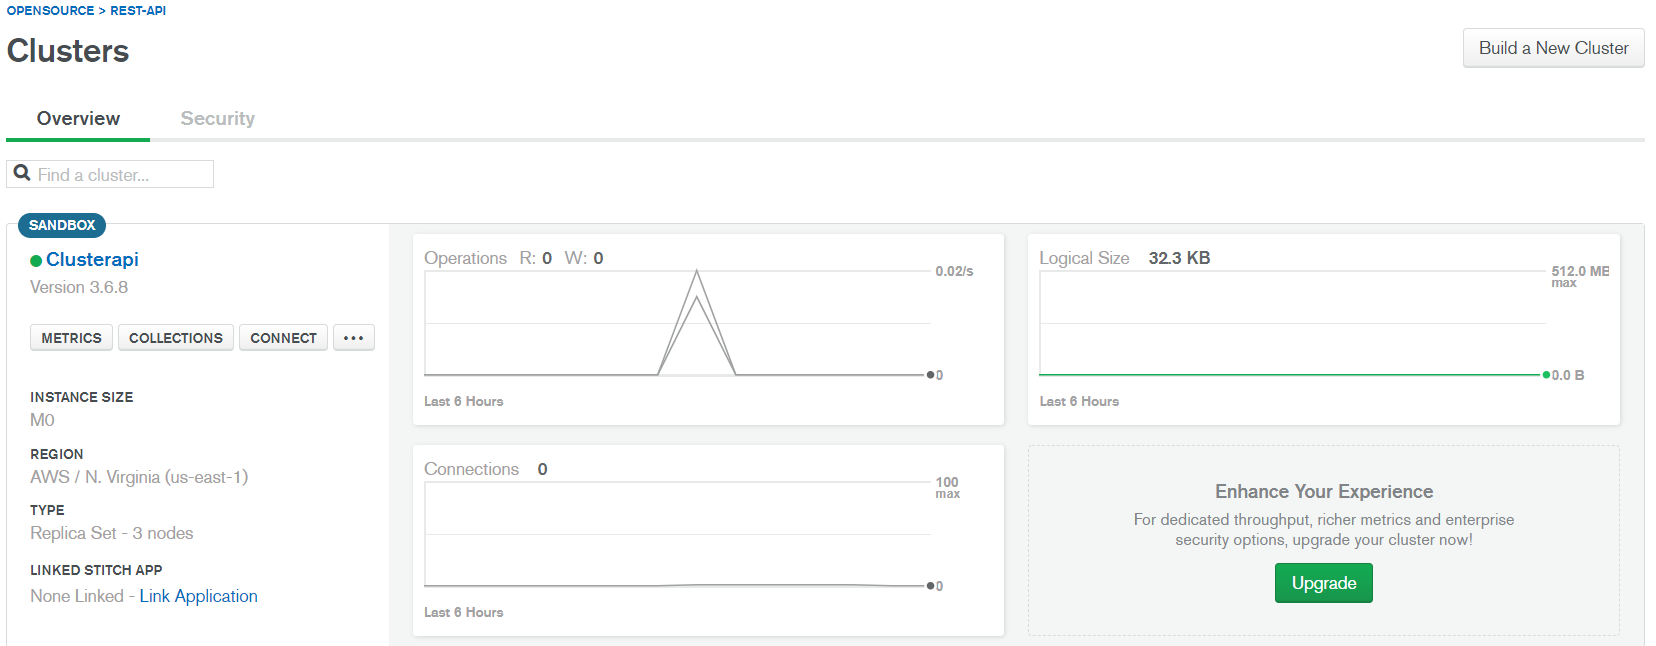 OPENSOURCE > REST-API
Clusters
Build a New Cluster
Overview
Security
Find a cluster...
SANDBOX
Clusterapi
Version 3.6.8
METRICS
COLLECTIONS
CONNECT
•••
INSTANCE SIZE
M0
REGION
AWS / N. Virginia (us-east-1)
TYPE
Replica Set - 3 nodes
LINKED STITCH APP
None Linked - Link Application
Operations R: 0 W: 0
0.02/s
0
Last 6 Hours
Logical Size 32.3 KB
512.0 MB
max
0.0 B
Last 6 Hours
Connections 0
100
max
0
Last 6 Hours
Enhance Your Experience
For dedicated throughput, richer metrics and enterprise
security options, upgrade your cluster now!
Upgrade